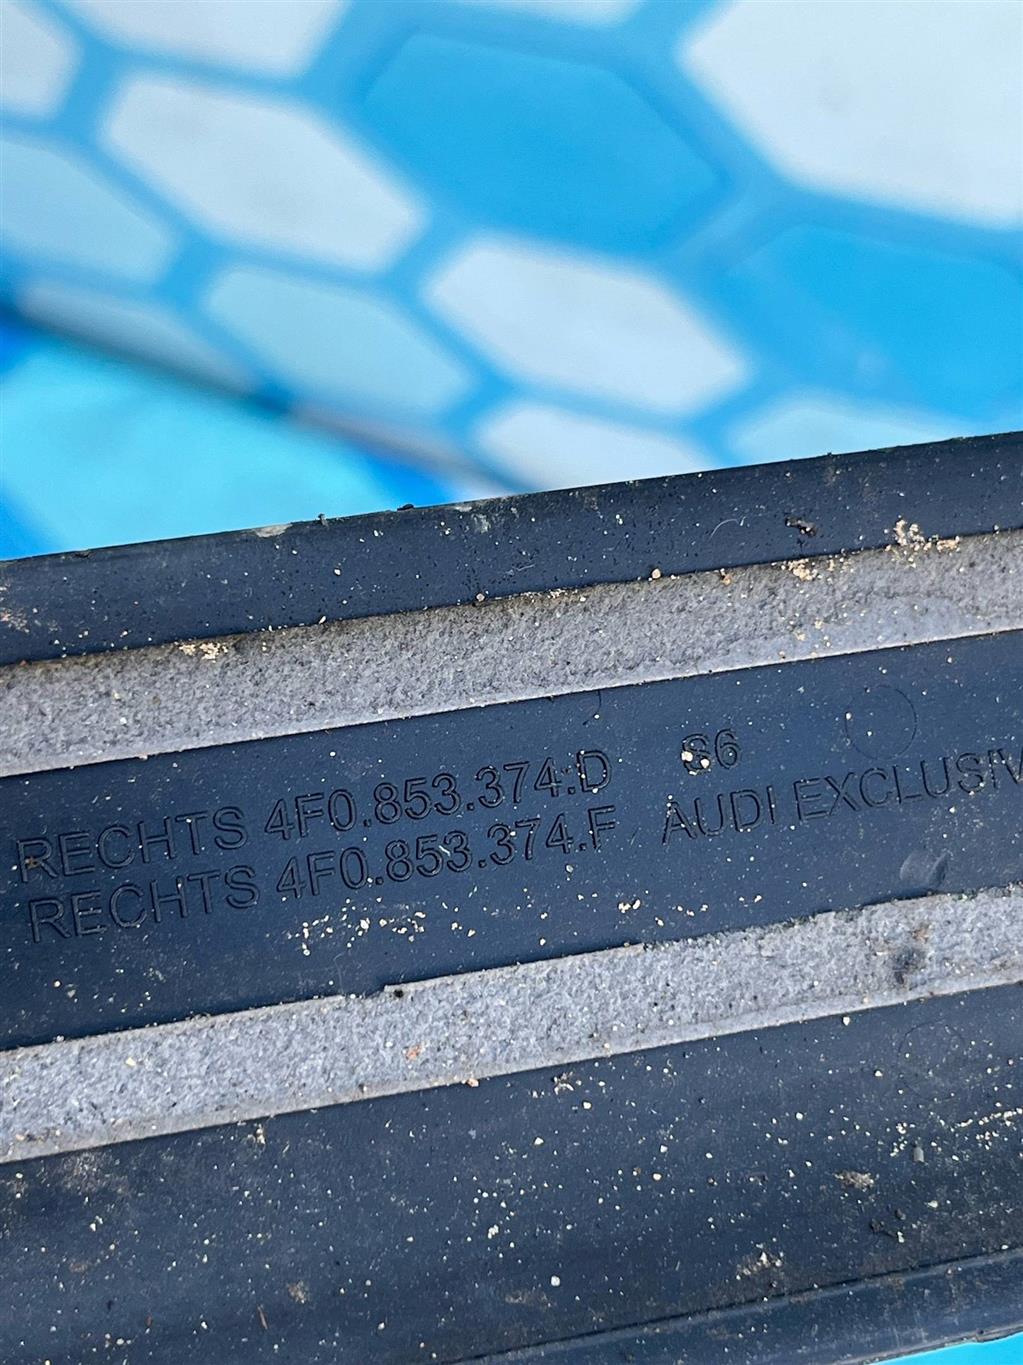 RECHTS 4F0.853.374.D S6
RECHTS 4F0.853.374.F AUDI EXCLUSIV